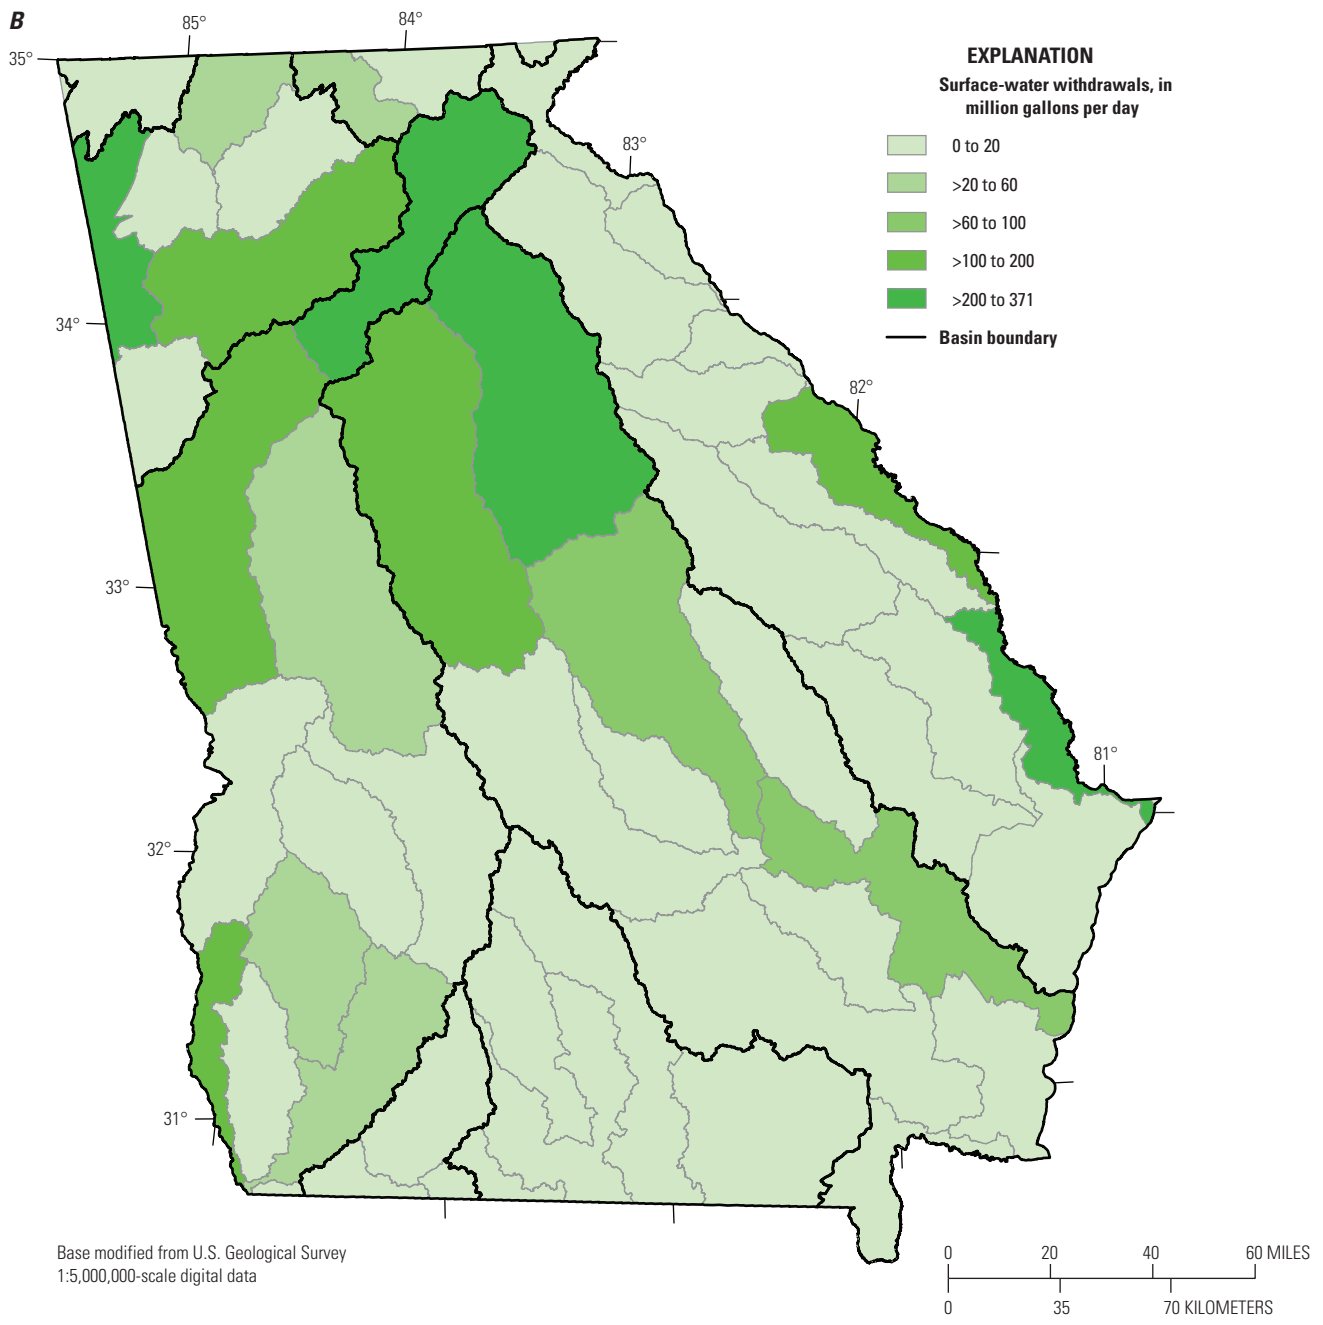 B
85°
84°
35°
EXPLANATION
Surface-water withdrawals, in
million gallons per day
0 to 20
>20 to 60
>60 to 100
>100 to 200
>200 to 371
Basin boundary
83°
34°
82°
33°
81°
32°
31°
Base modified from U.S. Geological Survey
1:5,000,000-scale digital data
0 20 40 60 MILES
0 35 70 KILOMETERS